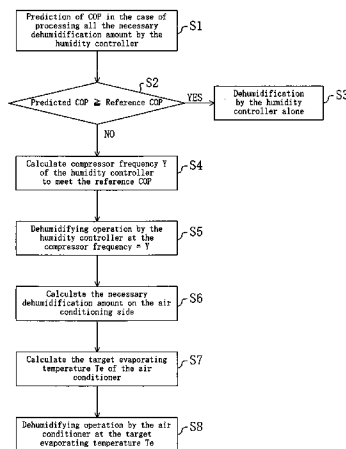 Prediction of COP in the case of
processing all the necessary
dehumidification amount by the
humidity controller
S1
S2
Predicted COP ≧ Reference COP
YES
S3
Dehumidification
by the humidity
controller alone
NO
Calculate compressor frequency Y
of the humidity controller
to meet the reference COP
S4
Dehumidifying operation by the
humidity controller at the
compressor frequency = Y
S5
Calculate the necessary
dehumidification amount on the air
conditioning side
S6
Calculate the target evaporating
temperature Te of the air
conditioner
S7
Dehumidifying operation by the air
conditioner at the target
evaporating temperature Te
S8